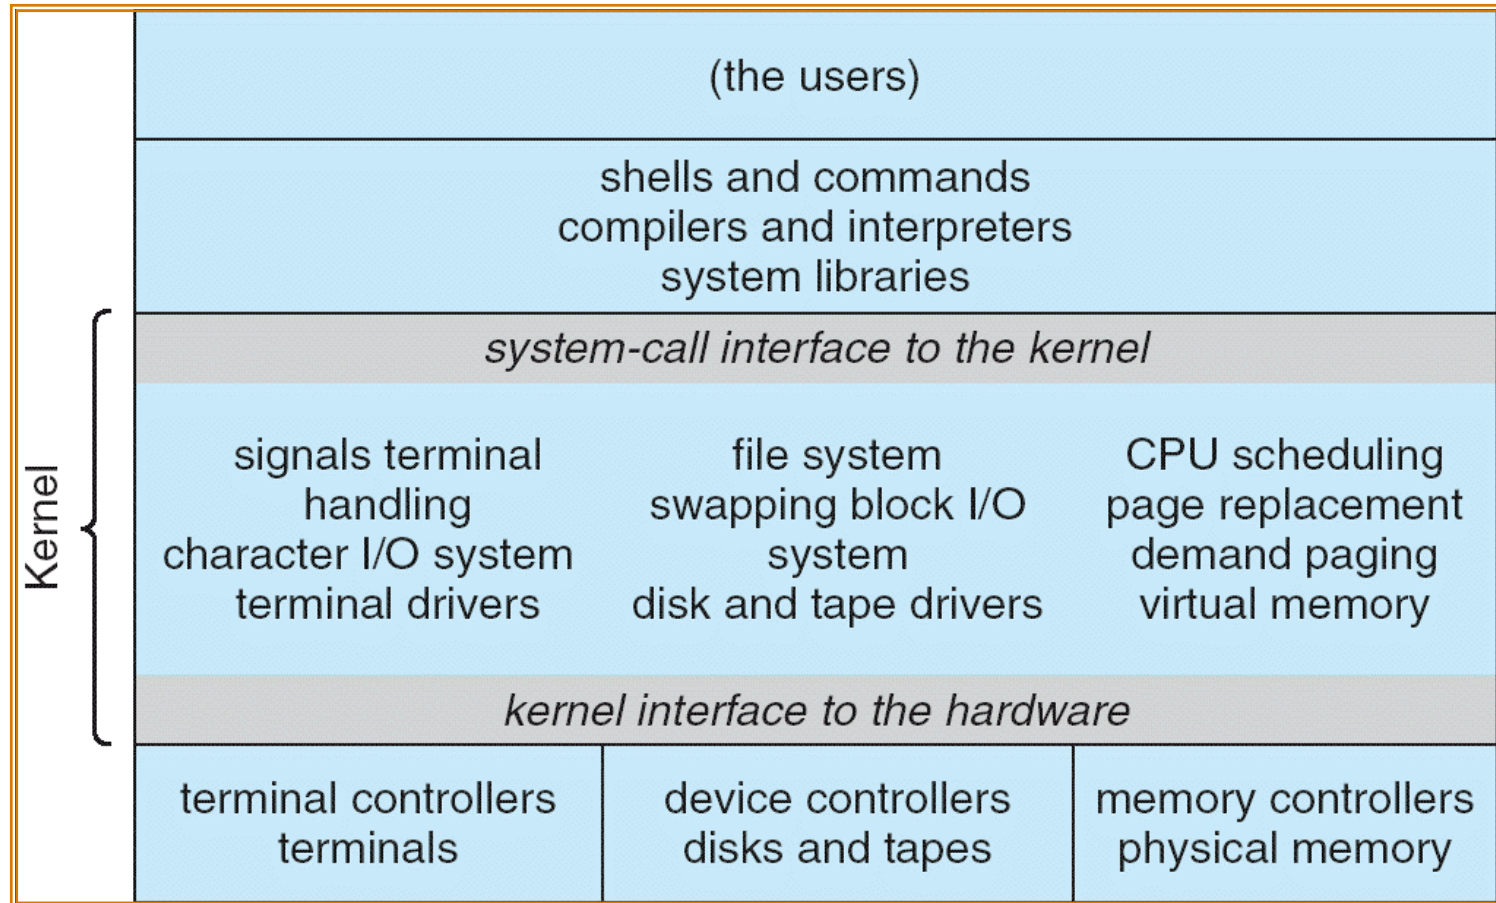 (the users)
shells and commands
compilers and interpreters
system libraries
system-call interface to the kernel
Kernel
signals terminal
handling
character I/O system
terminal drivers
file system
swapping block I/O
system
disk and tape drivers
CPU scheduling
page replacement
demand paging
virtual memory
kernel interface to the hardware
terminal controllers
terminals
device controllers
disks and tapes
memory controllers
physical memory